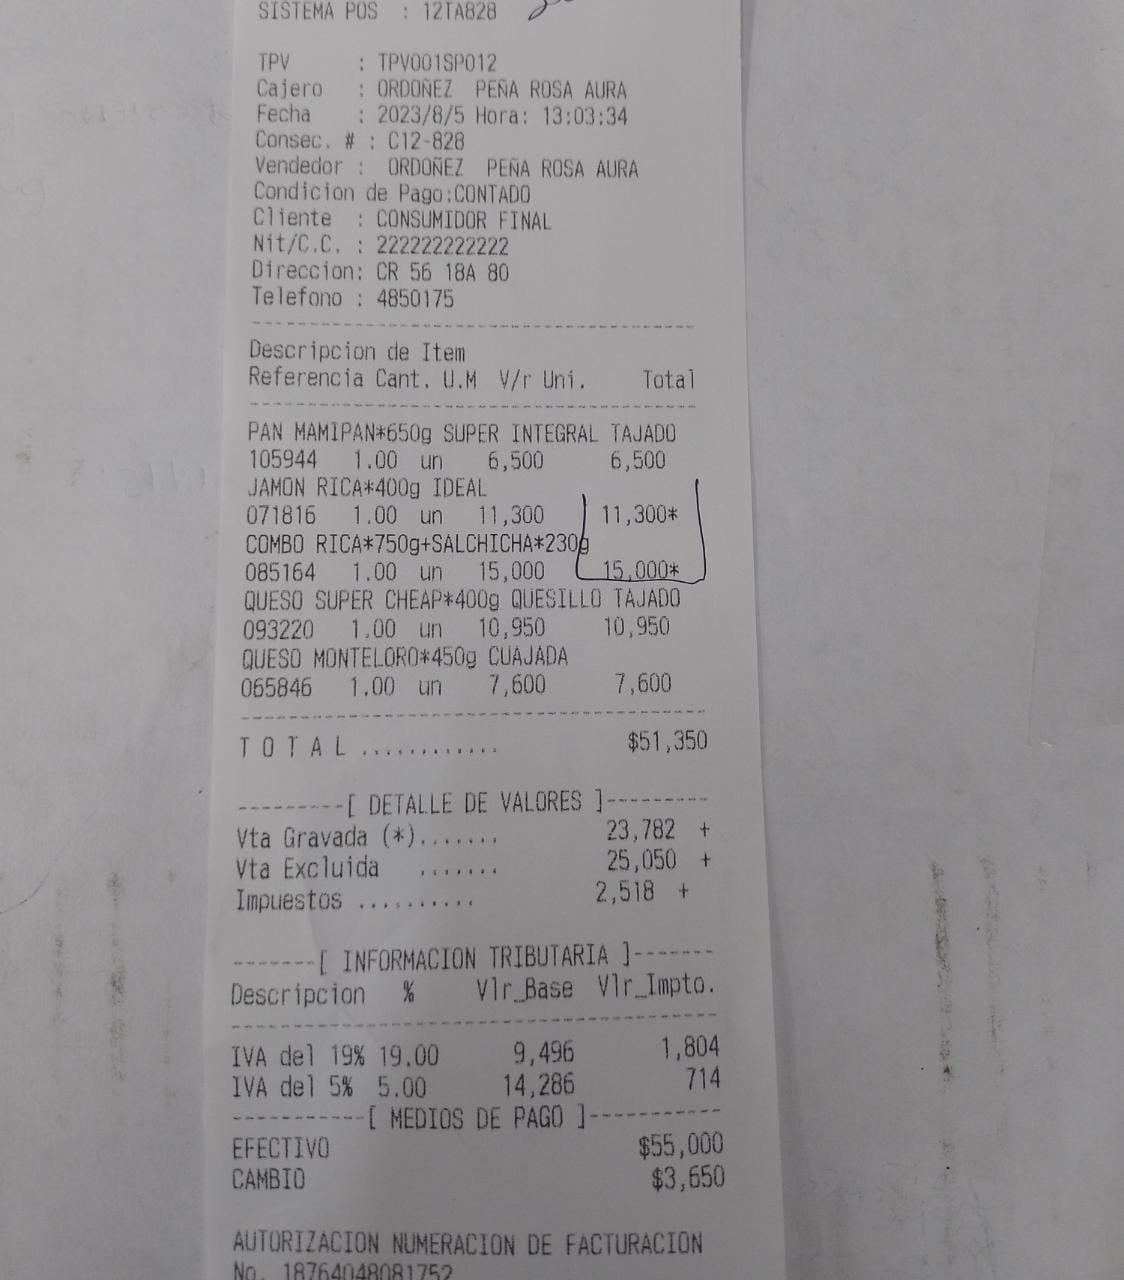 SISTEMA POS : 12TA828
TPV : TPV001SP012
Cajero : ORDOÑEZ PEÑA ROSA AURA
Fecha : 2023/8/5 Hora: 13:03:34
Consec. # : C12-828
Vendedor : ORDOÑEZ PEÑA ROSA AURA
Condicion de Pago:CONTADO
Cliente : CONSUMIDOR FINAL
Nit/C.C. : 222222222222
Direccion: CR 56 18A 80
Telefono : 4850175
Descripcion de Item
Referencia Cant. U.M V/r Uni. Total
PAN MAMIPAN*650g SUPER INTEGRAL TAJADO
105944 1.00 un 6,500 6,500
JAMON RICA*400g IDEAL
071816 1.00 un 11,300 11,300*
COMBO RICA*750g+SALCHICHA*230g
085164 1.00 un 15,000 15,000*
QUESO SUPER CHEAP*400g QUESILLO TAJADO
093220 1.00 un 10,950 10,950
QUESO MONTELORO*450g CUAJADA
065846 1.00 un 7,600 7,600
T O T A L ............ $51,350
---------[ DETALLE DE VALORES ]---------
Vta Gravada (*)....... 23,782 +
Vta Excluida ....... 25,050 +
Impuestos .......... 2,518 +
-------[ INFORMACION TRIBUTARIA ]-------
Descripcion % Vlr_Base Vlr_Impto.
IVA del 19% 19.00 9,496 1,804
IVA del 5% 5.00 14,286 714
-----------[ MEDIOS DE PAGO ]-----------
EFECTIVO $55,000
CAMBIO $3,650
AUTORIZACION NUMERACION DE FACTURACION
No. 18764048081752